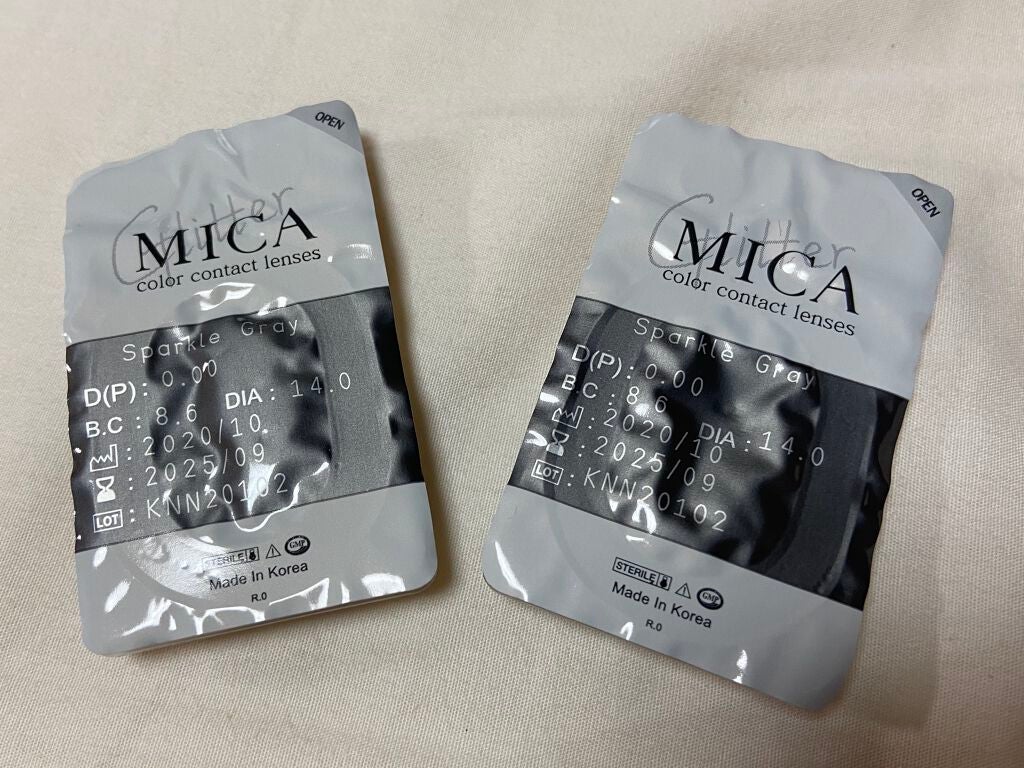 OPEN
Glitter
MICA
color contact lenses
Sparkle Gray
D(P) : 0.00
B.C : 8.6 DIA : 14.0
: 2020/10
: 2025/09
LOT : KNN20102
STERILE GMP
Made In Korea
R.0
OPEN
Glitter
MICA
color contact lenses
Sparkle Gray
D(P) : 0.00
B.C : 8.6 DIA : 14.0
: 2020/10
: 2025/09
LOT : KNN20102
STERILE GMP
Made In Korea
R.0